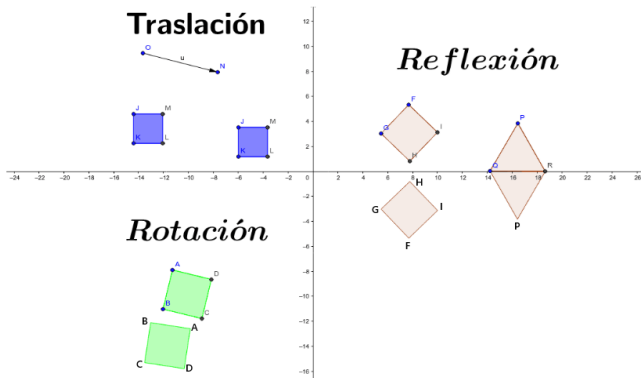 Traslación
O
u
N
Reflexión
J M
K L
J M
K L
F
G I
H
P
Q R
H
G I
F
P
12
10
8
6
4
2
0
−2
−4
−6
−8
−10
−12
−14
−16
−24 −22 −20 −18 −16 −14 −12 −10 −8 −6 −4 −2 0 2 4 6 8 10 12 14 16 18 20 22 24 26
Rotación
A
D
B
C
B A
C D